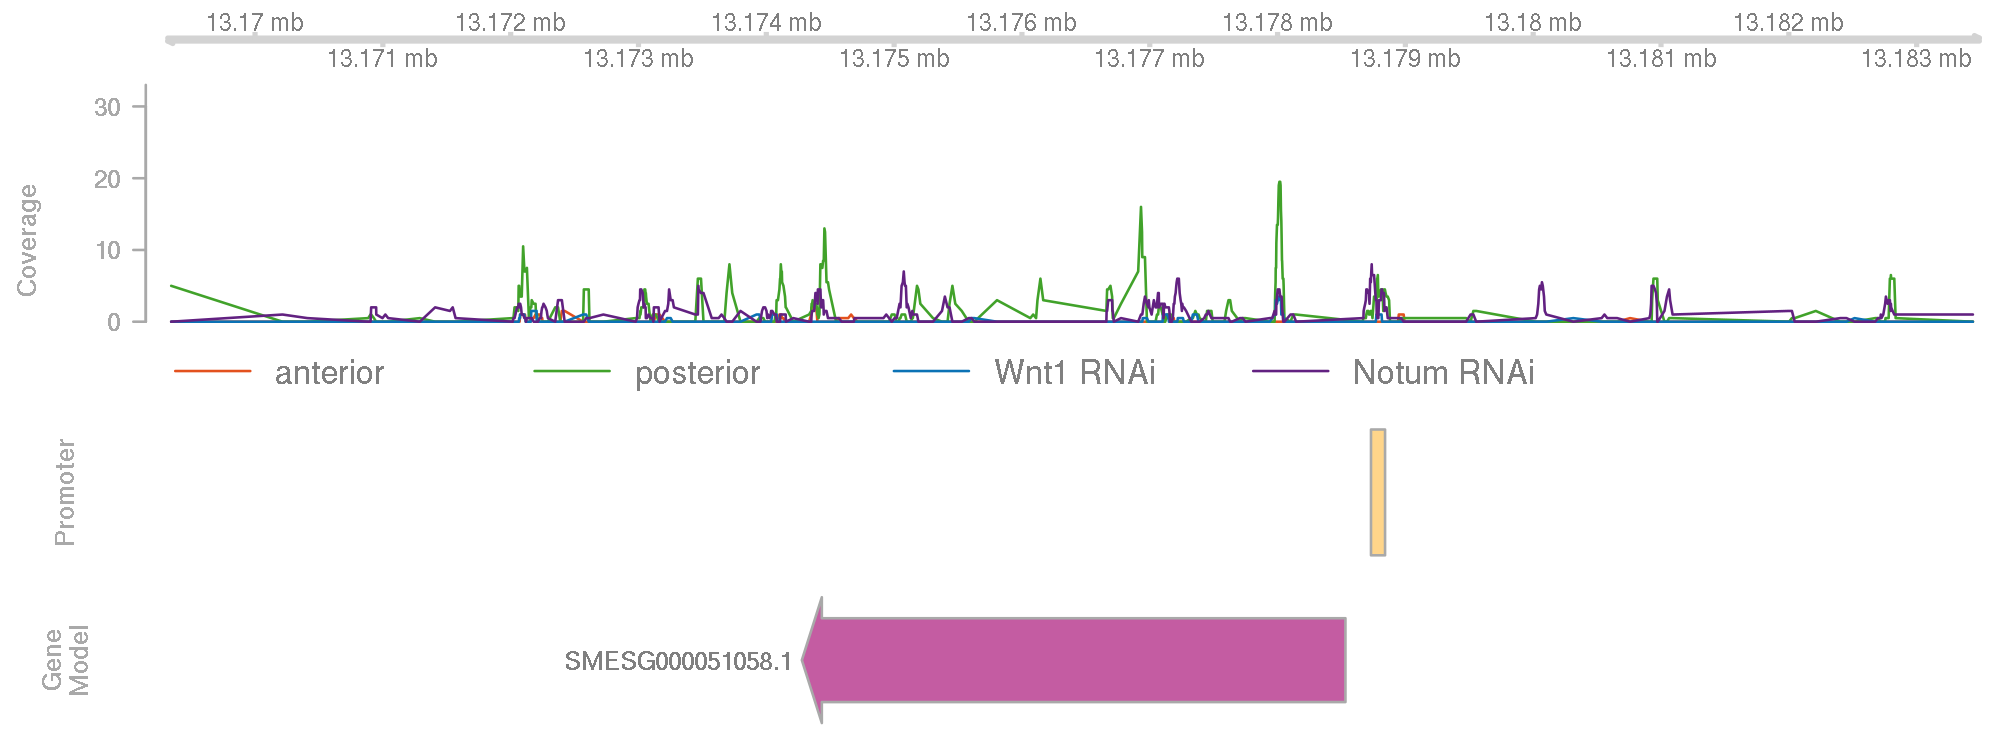 13.17 mb 13.172 mb 13.174 mb 13.176 mb 13.178 mb 13.18 mb 13.182 mb
13.171 mb 13.173 mb 13.175 mb 13.177 mb 13.179 mb 13.181 mb 13.183 mb
Coverage
30
20
10
0
anterior posterior Wnt1 RNAi Notum RNAi
Promoter
Gene
Model
SMESG000051058.1